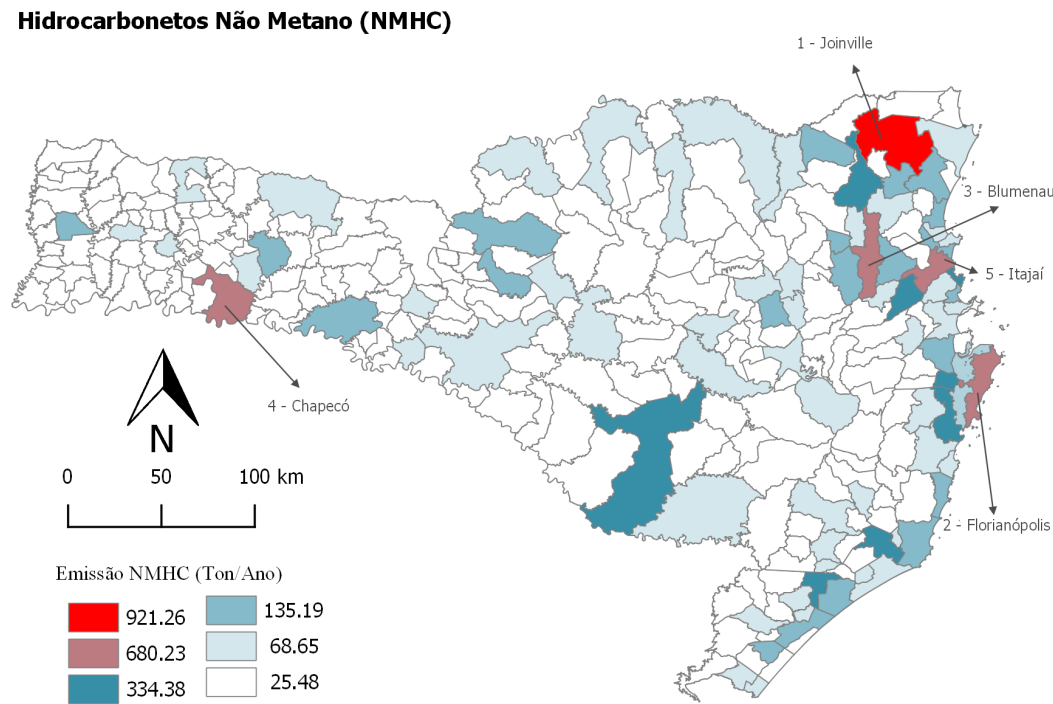 Hidrocarbonetos Não Metano (NMHC)
1 - Joinville
3 - Blumenau
5 - Itajaí
4 - Chapecó
N
0 50 100 km
2 - Florianópolis
Emissão NMHC (Ton/Ano)
921.26 135.19
680.23 68.65
334.38 25.48